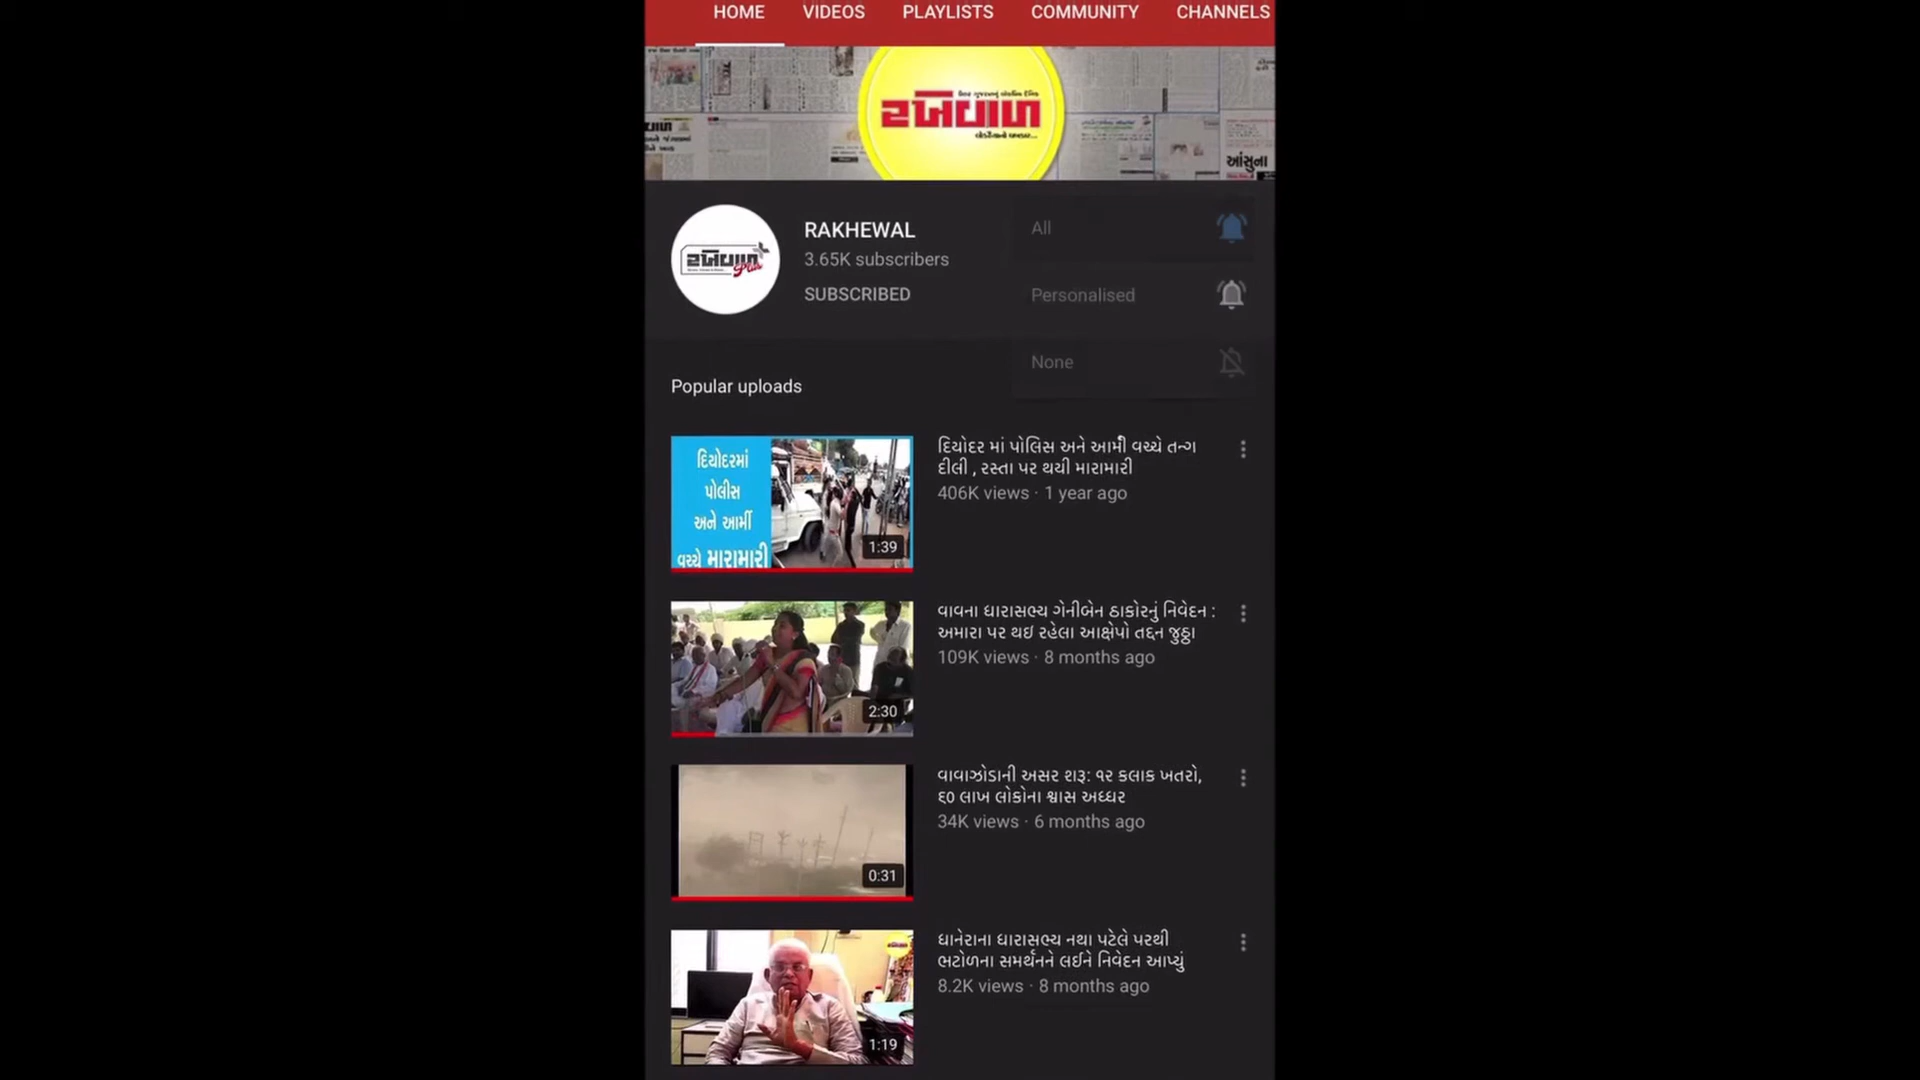 HOME VIDEOS PLAYLISTS COMMUNITY CHANNELS
રખેવાળ
આંસુના
રખેવાળ
Plus
RAKHEWAL
3.65K subscribers
SUBSCRIBED
All
Personalised
None
Popular uploads
દિયોદરમાં
પોલીસ
અને આર્મી
વચ્ચે મારામારી
1:39
દિયોદર માં પોલિસ અને આર્મી વચ્ચે તન્ગ
દીલી , રસ્તા પર થયી મારામારી
406K views · 1 year ago
2:30
વાવના ધારાસભ્ય ગેનીબેન ઠાકોરનું નિવેદન :
અમારા પર થઇ રહેલા આક્ષેપો તદ્દન જુઠ્ઠા
109K views · 8 months ago
0:31
વાવાઝોડાની અસર શરૂ: ૧૨ કલાક ખતરો,
૬૦ લાખ લોકોના શ્વાસ અધ્ધર
34K views · 6 months ago
1:19
ધાનેરાના ધારાસભ્ય નથા પટેલે પરથી
ભટોળના સમર્થનને લઈને નિવેદન આપ્યું
8.2K views · 8 months ago